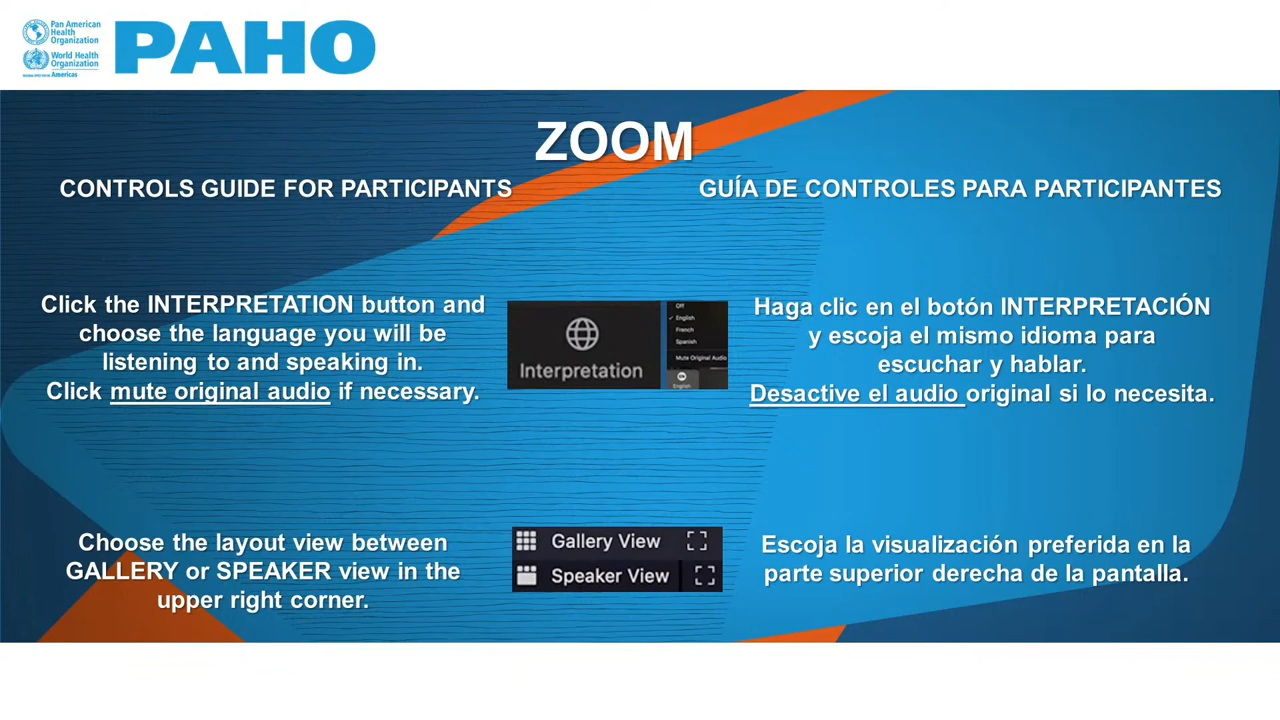 Pan American
Health
Organization
World Health
Organization
Americas
PAHO
ZOOM
CONTROLS GUIDE FOR PARTICIPANTS
GUÍA DE CONTROLES PARA PARTICIPANTES
Click the INTERPRETATION button and
choose the language you will be
listening to and speaking in.
Click mute original audio if necessary.
Interpretation
Off
English
French
Spanish
Mute Original Audio
English
Haga clic en el botón INTERPRETACIÓN
y escoja el mismo idioma para
escuchar y hablar.
Desactive el audio original si lo necesita.
Choose the layout view between
GALLERY or SPEAKER view in the
upper right corner.
Gallery View
Speaker View
Escoja la visualización preferida en la
parte superior derecha de la pantalla.